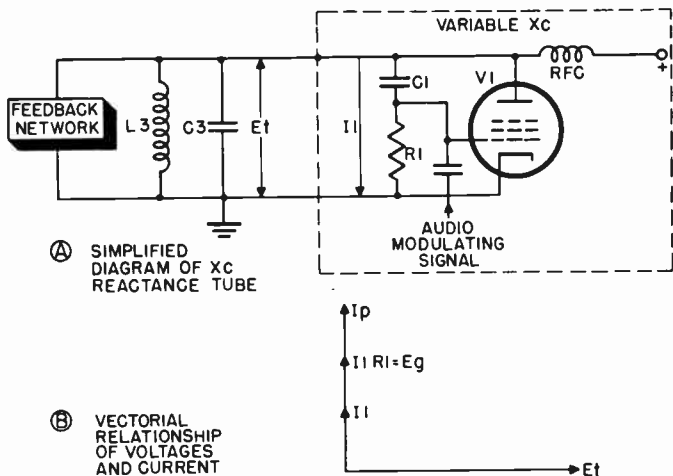 VARIABLE XC
V1
RFC
+
C1
FEEDBACK
NETWORK
L3
C3
Et
I1
R1
AUDIO
MODULATING
SIGNAL
Ⓐ SIMPLIFIED
DIAGRAM OF XC
REACTANCE TUBE
Ip
I1 R1=Eg
I1
Ⓑ VECTORIAL
RELATIONSHIP
OF VOLTAGES
AND CURRENT
Et